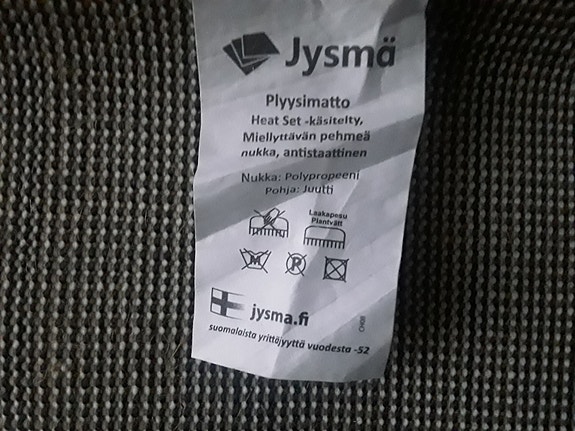 Jysmä
Plyysimatto
Heat Set -käsitelty,
Miellyttävän pehmeä
nukka, antistaattinen
Nukka: Polypropeeni
Pohja: Juutti
Laakapesu
Plantvätt
M
P
jysma.fi
suomalaista yrittäjyyttä vuodesta -52